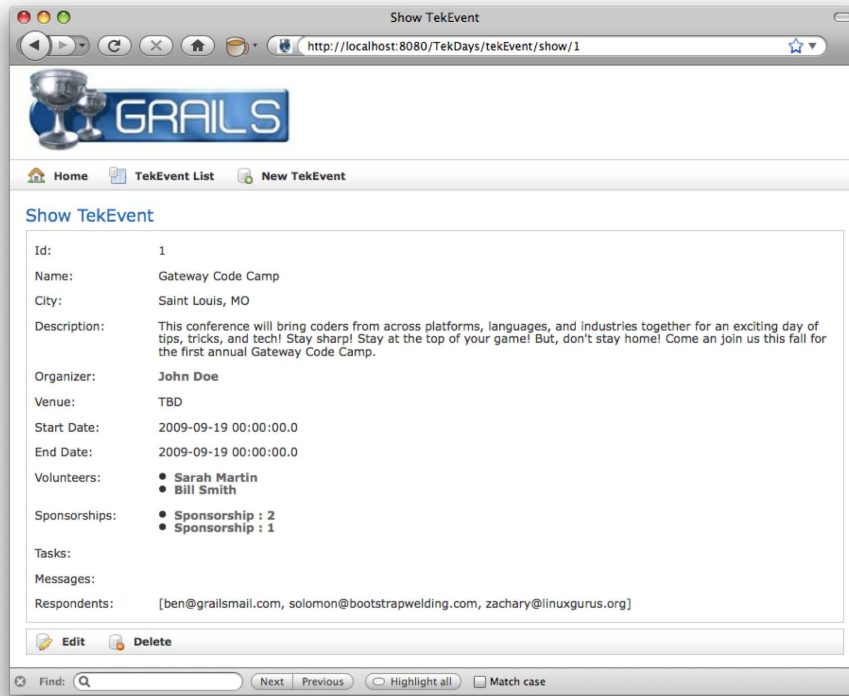 Show TekEvent
http://localhost:8080/TekDays/tekEvent/show/1
GRAILS
Home TekEvent List New TekEvent
Show TekEvent
Id: 1
Name: Gateway Code Camp
City: Saint Louis, MO
Description: This conference will bring coders from across platforms, languages, and industries together for an exciting day of
tips, tricks, and tech! Stay sharp! Stay at the top of your game! But, don't stay home! Come an join us this fall for
the first annual Gateway Code Camp.
Organizer: John Doe
Venue: TBD
Start Date: 2009-09-19 00:00:00.0
End Date: 2009-09-19 00:00:00.0
Volunteers: • Sarah Martin
• Bill Smith
Sponsorships: • Sponsorship : 2
• Sponsorship : 1
Tasks:
Messages:
Respondents: [ben@grailsmail.com, solomon@bootstrapwelding.com, zachary@linuxgurus.org]
Edit Delete
Find: Next Previous Highlight all Match case